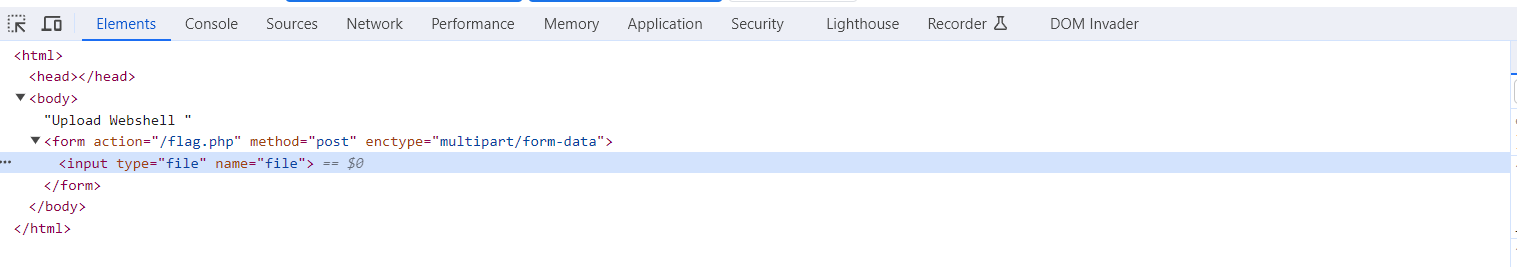 Elements Console Sources Network Performance Memory Application Security Lighthouse Recorder DOM Invader
<html>
<head></head>
<body>
"Upload Webshell "
<form action="/flag.php" method="post" enctype="multipart/form-data">
... <input type="file" name="file"> == $0
</form>
</body>
</html>